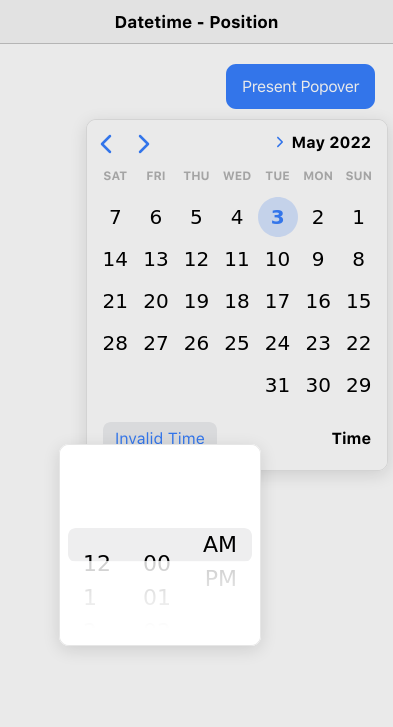 Datetime - Position
Present Popover
May 2022
SAT FRI THU WED TUE MON SUN
7 6 5 4 3 2 1
14 13 12 11 10 9 8
21 20 19 18 17 16 15
28 27 26 25 24 23 22
31 30 29
Invalid Time Time
AM
12 00
PM
1 01